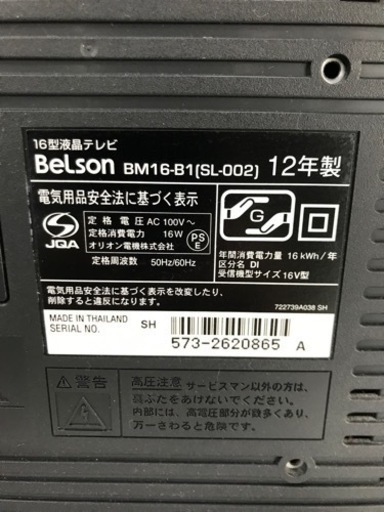 16型液晶テレビ
BeLson BM16-B1(SL-002) 12年製
電気用品安全法に基づく表示
JQA
定格電圧 AC 100V~
定格消費電力 16W
オリオン電機株式会社
定格周波数 50Hz/60Hz
PS
E
G
年間消費電力量 16 kWh/年
区分名 DI
受信機型サイズ 16V型
電気用品安全法に基づく表示を改変したり、
削除すると違反になります。
722739A038 SH
MADE IN THAILAND
SERIAL NO.
SH
573-2620865 A
警告
高圧注意 サービスマン以外の方は、裏
ぶたをあけないでください。
内部には、高電圧部分が数多くあり、
万一さわると危険です。